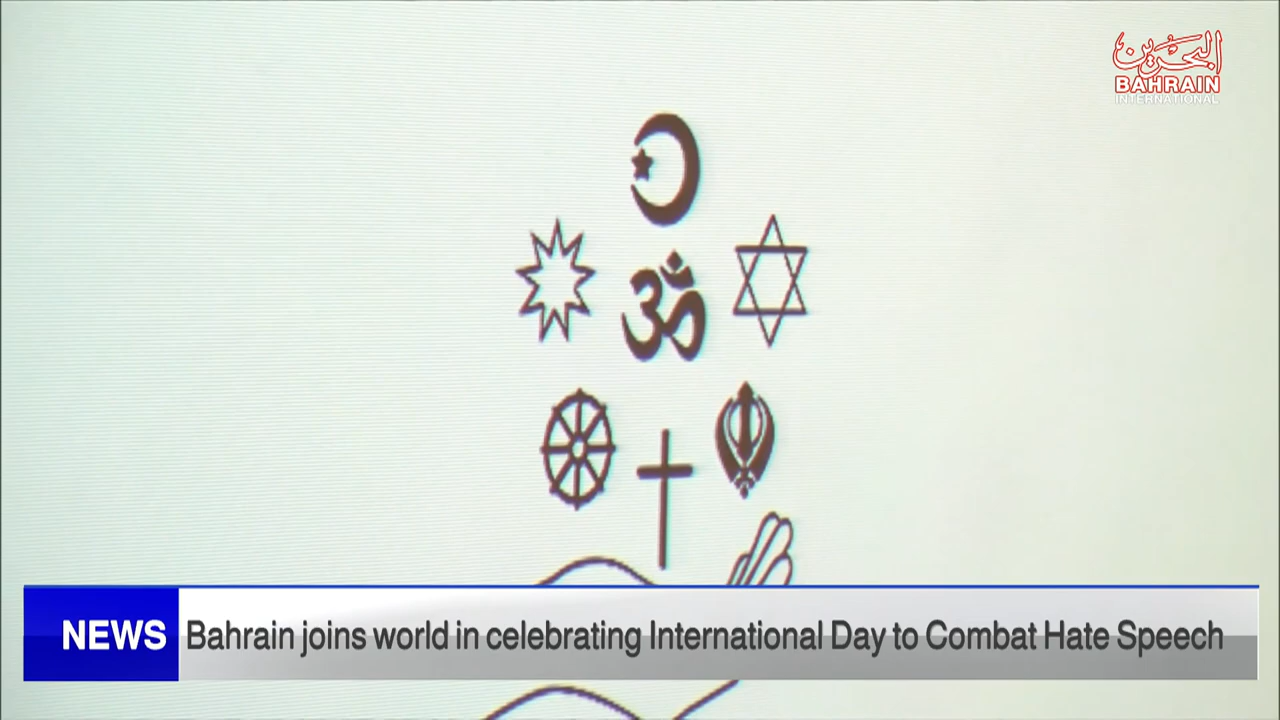 البحرين
BAHRAIN
INTERNATIONAL
ॐ
NEWS
Bahrain joins world in celebrating International Day to Combat Hate Speech